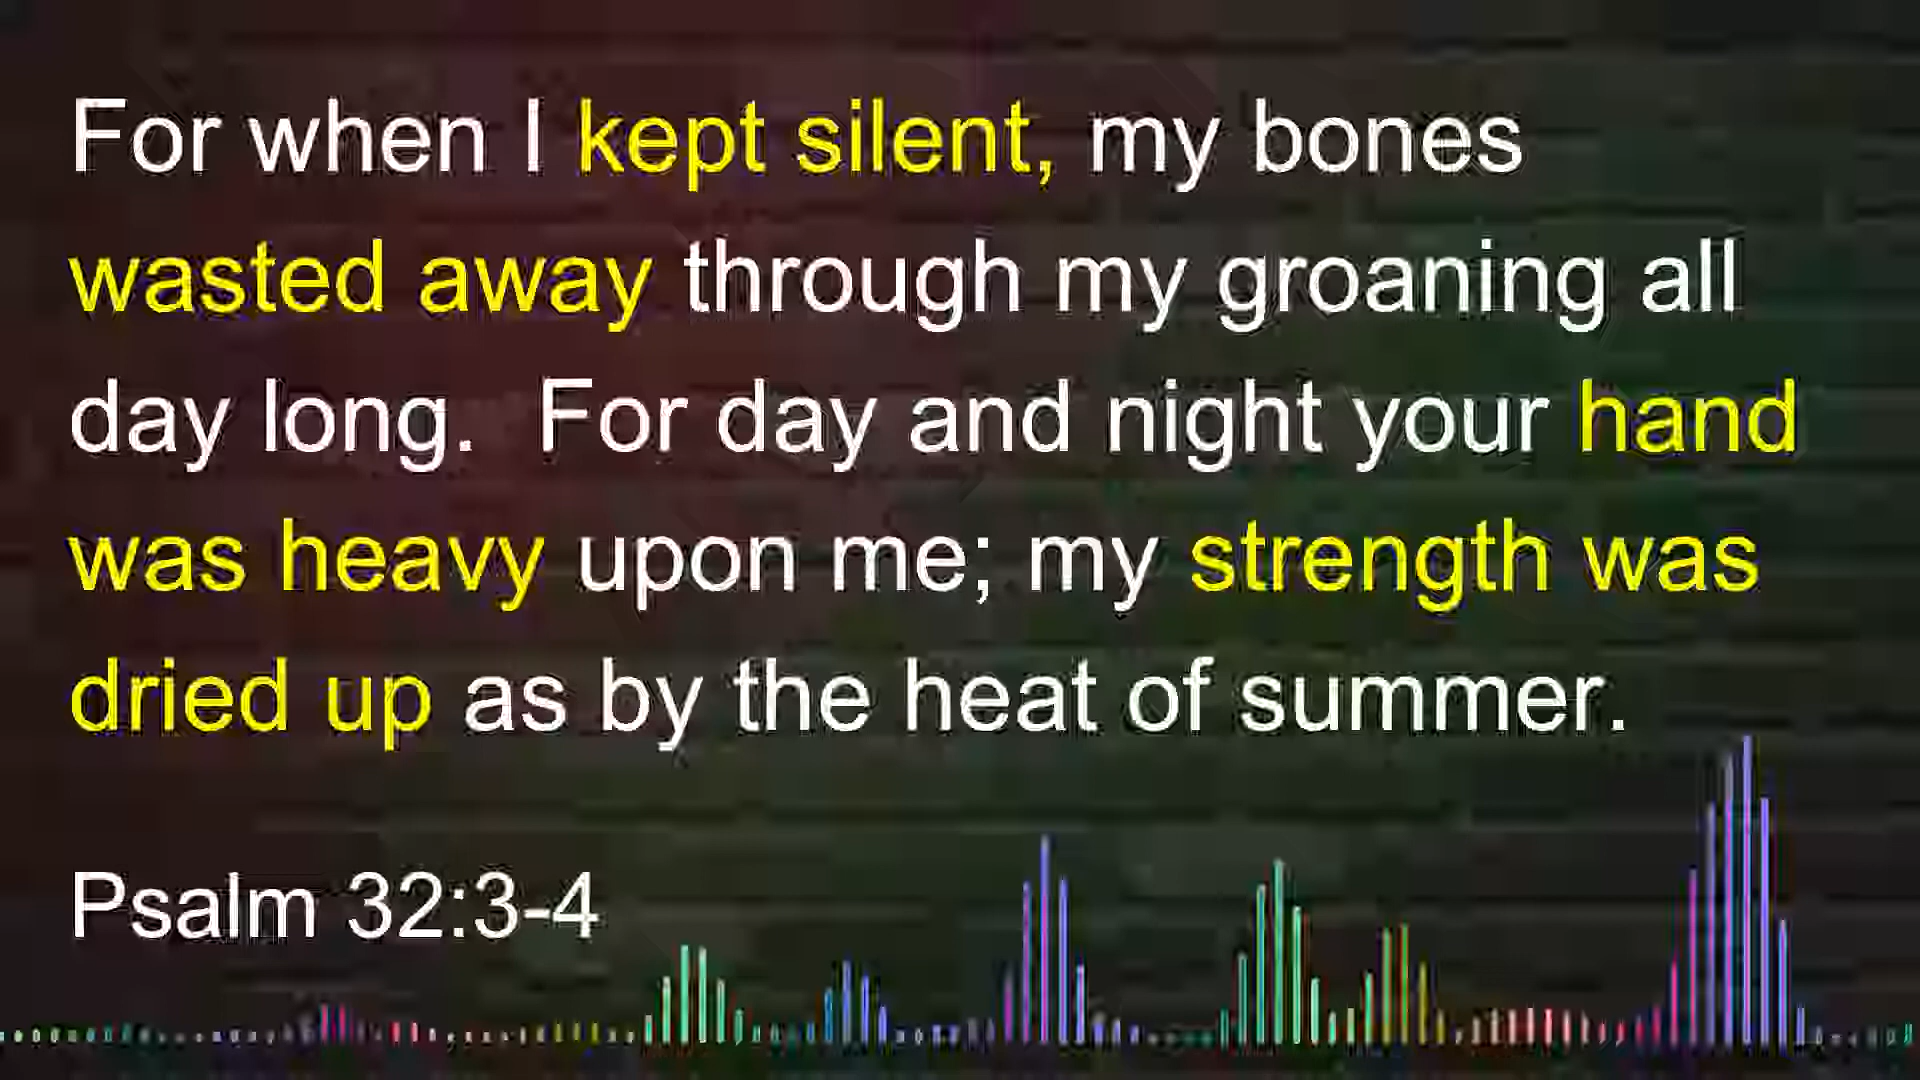 For when I kept silent, my bones
wasted away through my groaning all
day long.  For day and night your hand
was heavy upon me; my strength was
dried up as by the heat of summer.
Psalm 32:3-4